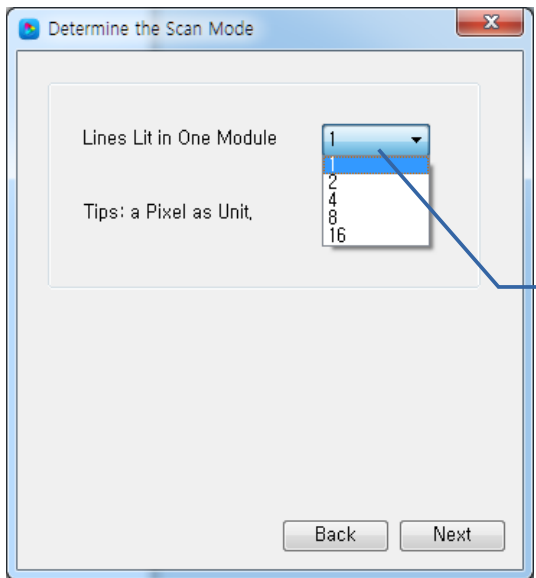 Determine the Scan Mode
Lines Lit in One Module 1
1
2
4
8
16
Tips: a Pixel as Unit,
Back Next